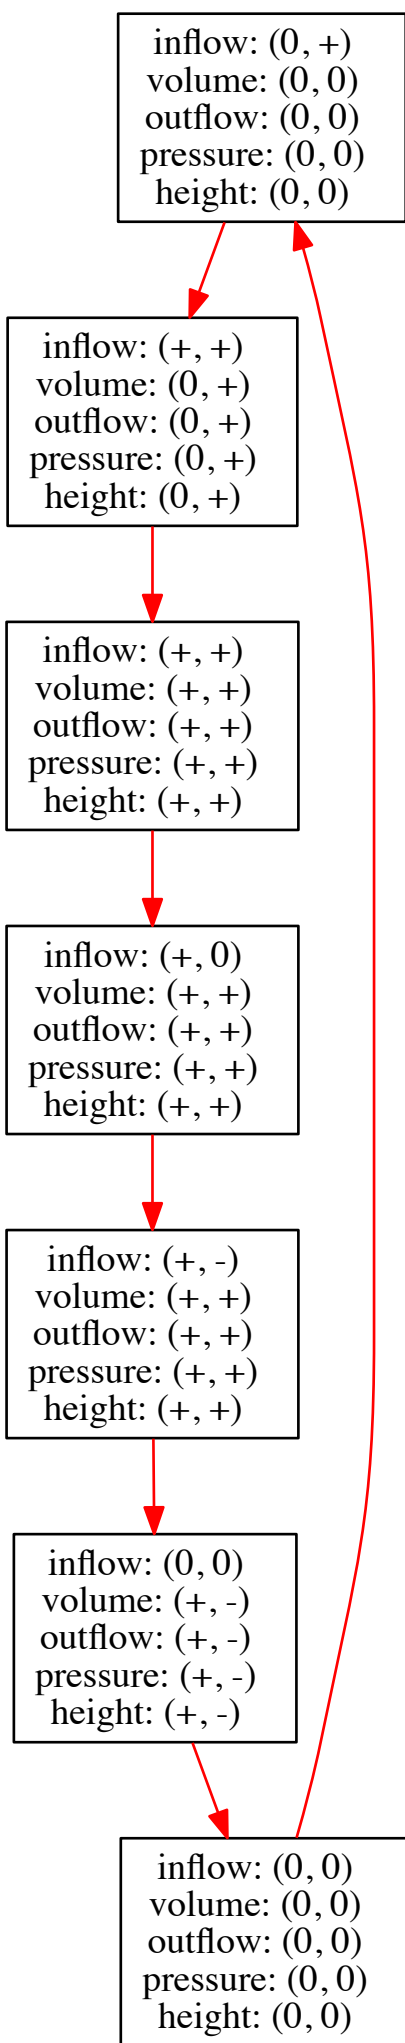 inflow: (0, +)
volume: (0, 0)
outflow: (0, 0)
pressure: (0, 0)
height: (0, 0)
inflow: (+, +)
volume: (0, +)
outflow: (0, +)
pressure: (0, +)
height: (0, +)
inflow: (+, +)
volume: (+, +)
outflow: (+, +)
pressure: (+, +)
height: (+, +)
inflow: (+, 0)
volume: (+, +)
outflow: (+, +)
pressure: (+, +)
height: (+, +)
inflow: (+, -)
volume: (+, +)
outflow: (+, +)
pressure: (+, +)
height: (+, +)
inflow: (0, 0)
volume: (+, -)
outflow: (+, -)
pressure: (+, -)
height: (+, -)
inflow: (0, 0)
volume: (0, 0)
outflow: (0, 0)
pressure: (0, 0)
height: (0, 0)